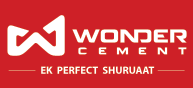 WONDER
CEMENT
EK PERFECT SHURUAAT